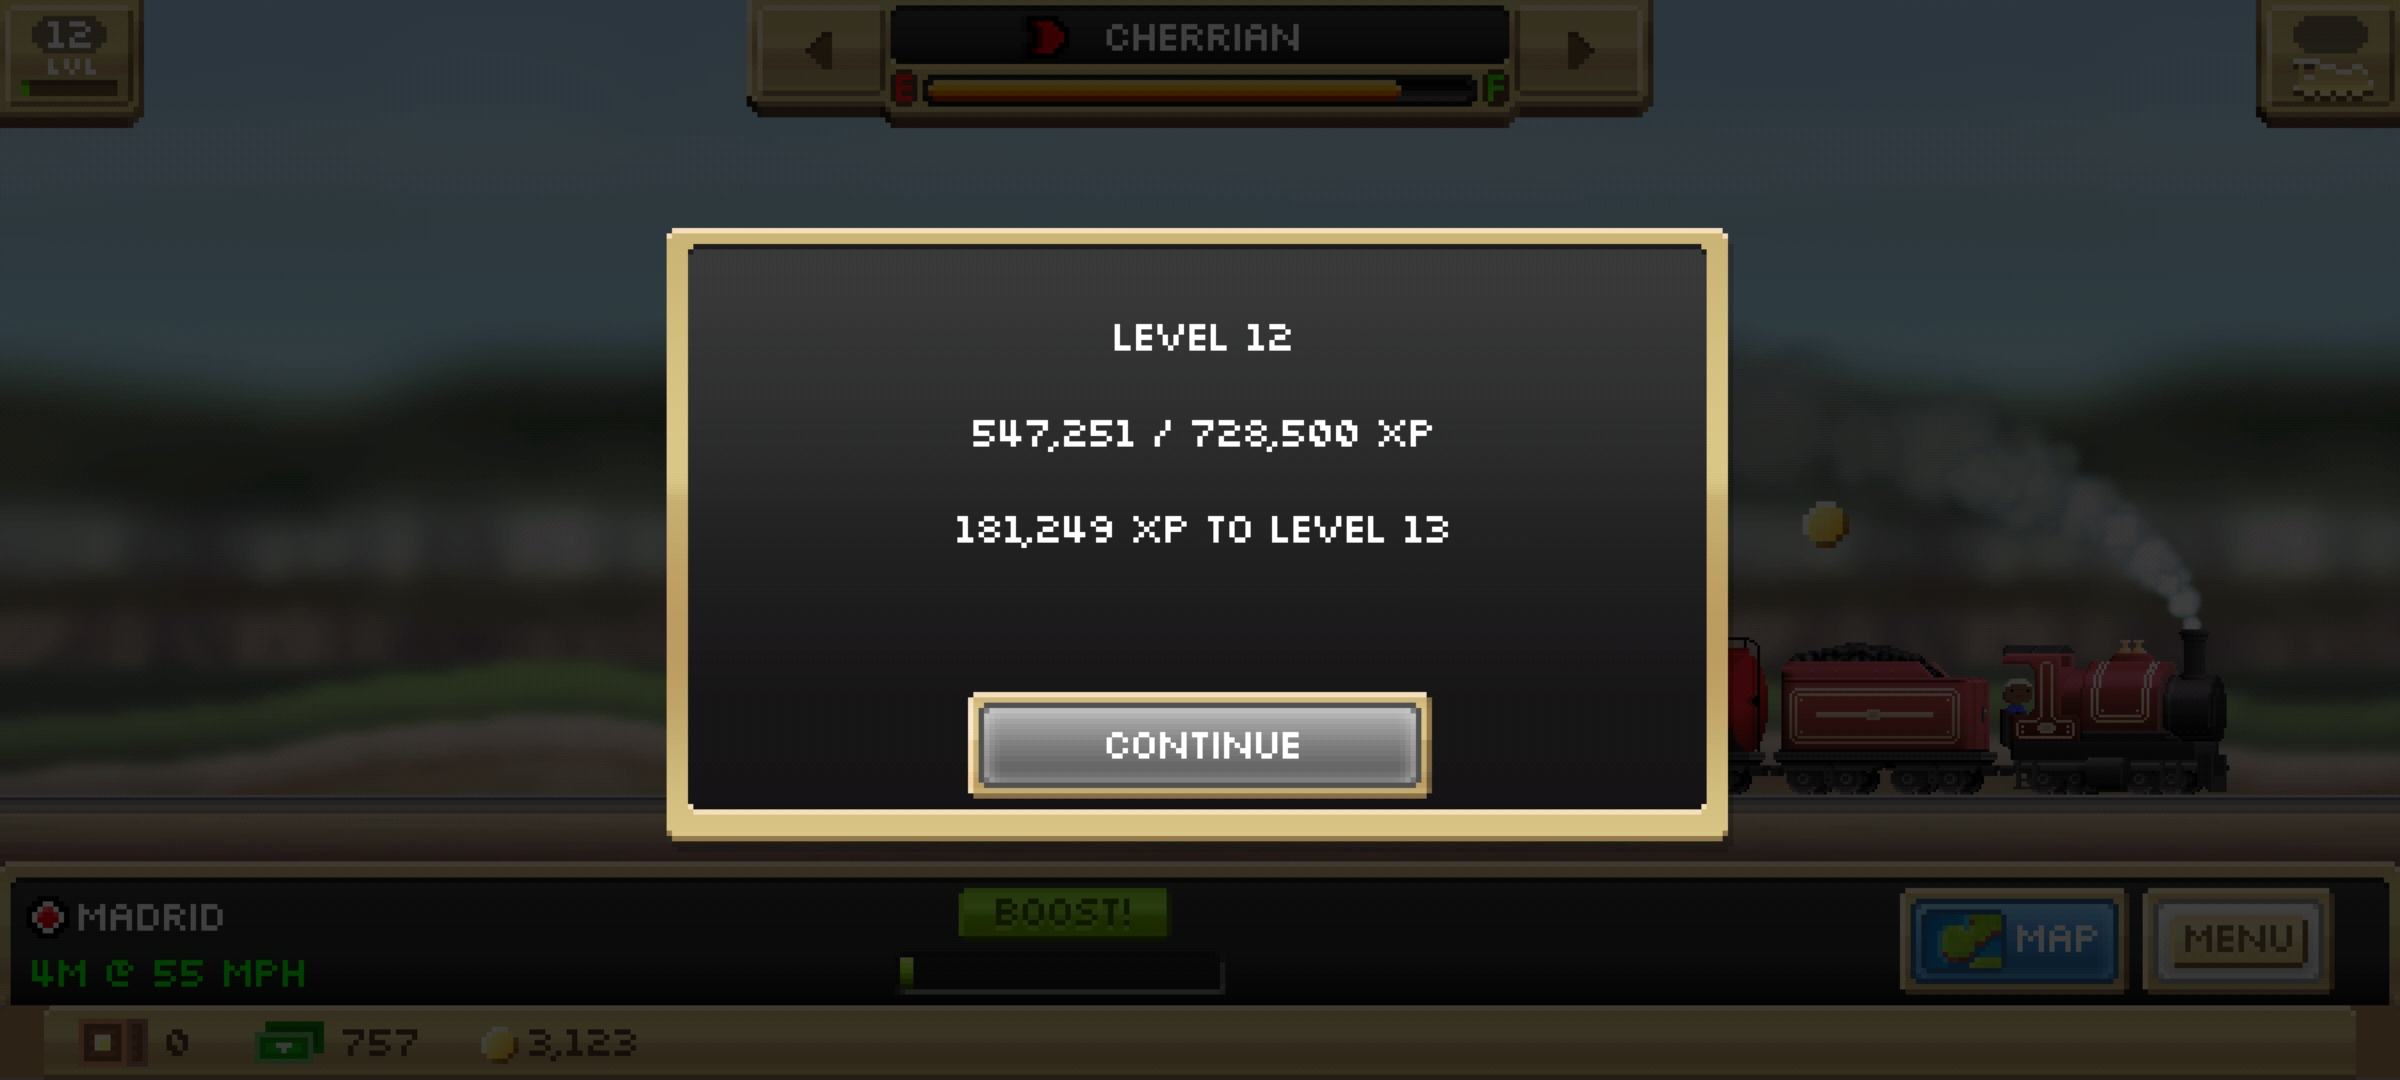 12
LVL
CHERRIAN
E F
LEVEL 12
547,251 / 728,500 XP
181,249 XP TO LEVEL 13
CONTINUE
MADRID
4M @ 55 MPH
BOOST!
MAP
MENU
0 757 3,123